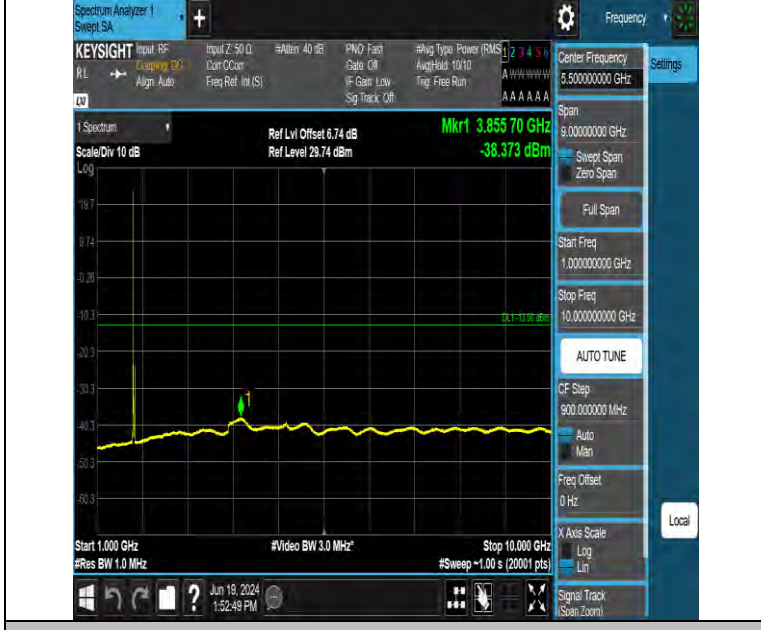 Spectrum Analyzer 1
Swept SA
+
Frequency
KEYSIGHT
RL
LXI
Input: RF
Coupling: DC
Align: Auto
Input Z: 50 Ω
Corr CCorr
Freq Ref: Int (S)
#Atten: 40 dB
PNO: Fast
Gate: Off
IF Gain: Low
Sig Track: Off
#Avg Type: Power (RMS
Avg|Hold: 10/10
Trig: Free Run
1 2 3 4 5 6
A W W W W W
A A A A A A
1 Spectrum
Scale/Div 10 dB
Log
Ref Lvl Offset 6.74 dB
Ref Level 29.74 dBm
Mkr1 3.855 70 GHz
-38.373 dBm
19.7
9.74
-0.26
-10.3
-20.3
-30.3
-40.3
-50.3
-60.3
DL1 -13.00 dBm
1
Start 1.000 GHz
#Res BW 1.0 MHz
#Video BW 3.0 MHz*
Stop 10.000 GHz
#Sweep ~1.00 s (20001 pts)
Jun 19, 2024
1:52:49 PM
?
Center Frequency
5.500000000 GHz
Span
9.00000000 GHz
Swept Span
Zero Span
Full Span
Start Freq
1.000000000 GHz
Stop Freq
10.000000000 GHz
AUTO TUNE
CF Step
900.000000 MHz
Auto
Man
Freq Offset
0 Hz
X Axis Scale
Log
Lin
Signal Track
(Span Zoom)
Settings
Local